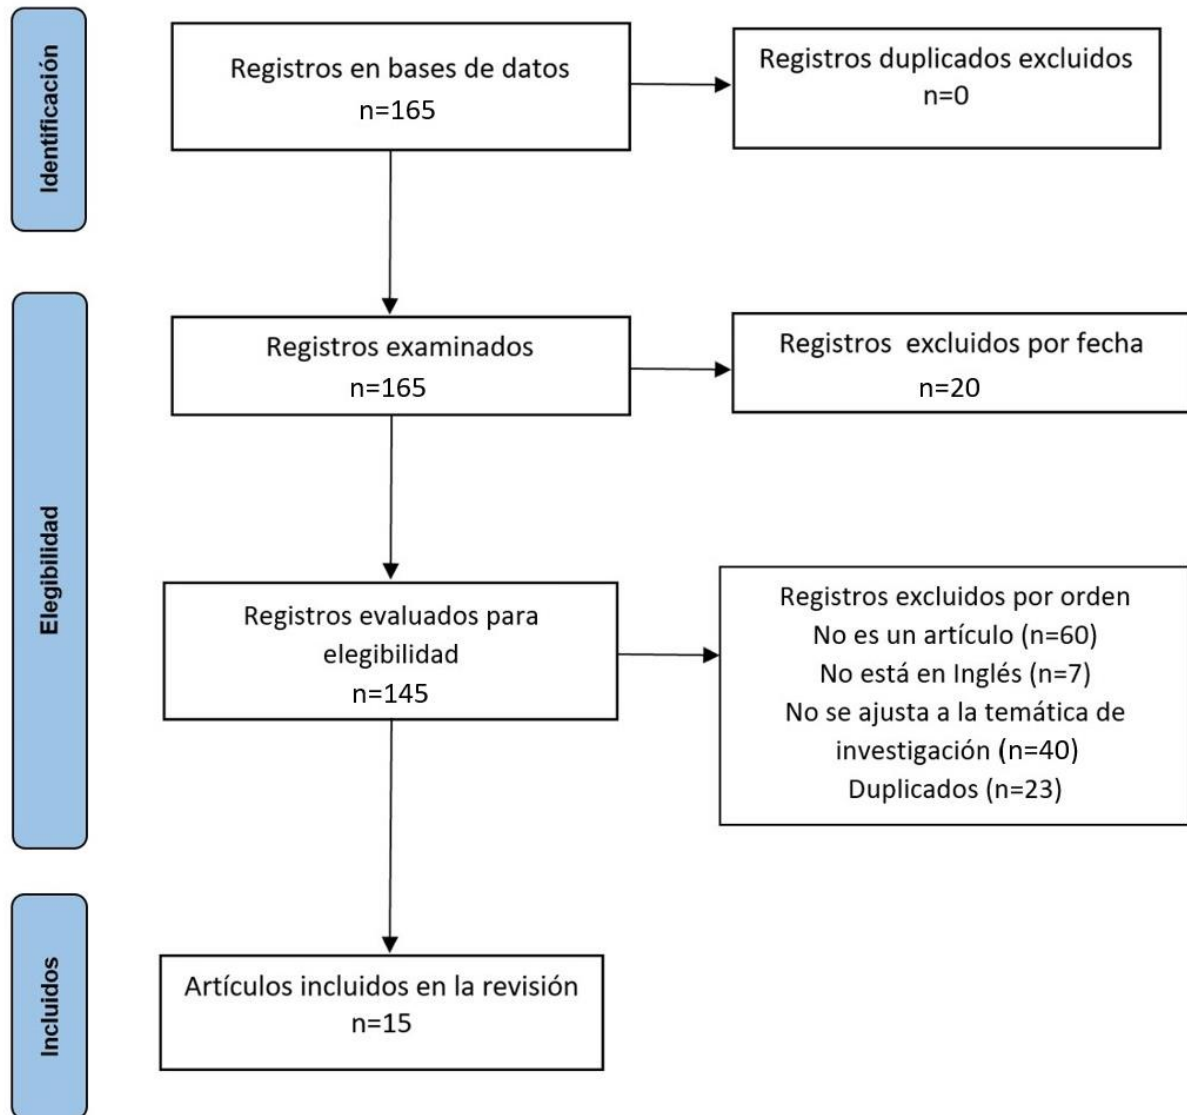 Identificación
Registros en bases de datos
n=165
Registros duplicados excluidos
n=0
Elegibilidad
Registros examinados
n=165
Registros excluidos por fecha
n=20
Registros evaluados para
elegibilidad
n=145
Registros excluidos por orden
No es un artículo (n=60)
No está en Inglés (n=7)
No se ajusta a la temática de
investigación (n=40)
Duplicados (n=23)
Incluidos
Artículos incluidos en la revisión
n=15